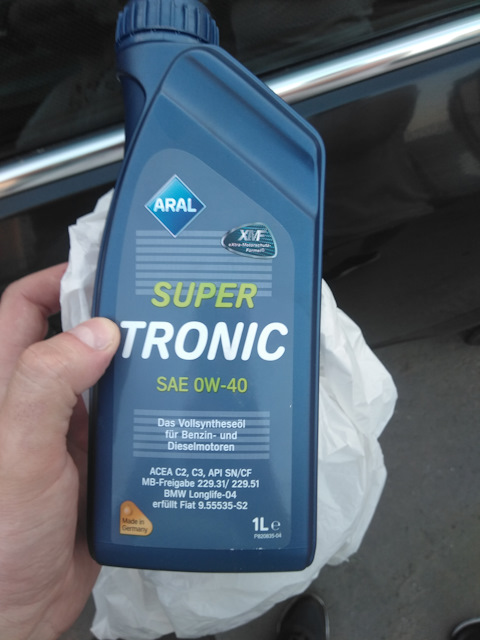 ARAL
XMF
eXtra-Motorschutz-
Formel®
SUPER
TRONIC
SAE 0W-40
Das Vollsyntheseöl
für Benzin- und
Dieselmotoren
ACEA C2, C3, API SN/CF
MB-Freigabe 229.31/ 229.51
BMW Longlife-04
erfüllt Fiat 9.55535-S2
Made in
Germany
1L e